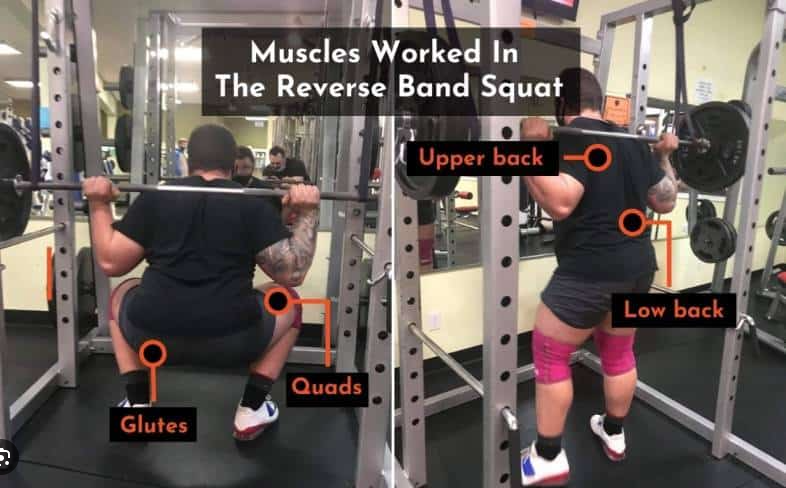 Muscles Worked In
The Reverse Band Squat
Upper back
Low back
Quads
Glutes